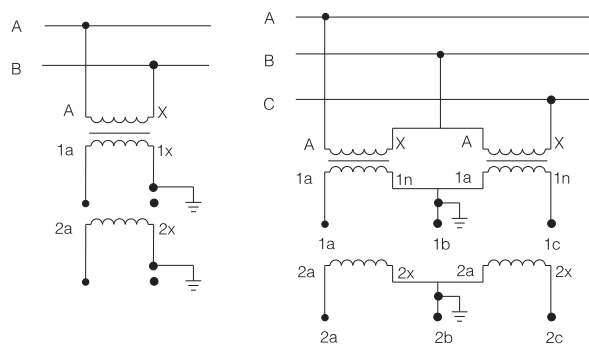 A
B
A X
1a 1x
2a 2x
A
B
C
A X A X
1a 1n 1a 1n
1a 1b 1c
2a 2x 2a 2x
2a 2b 2c